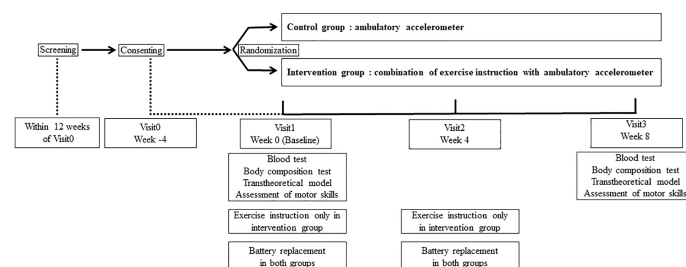 Control group : ambulatory accelerometer
Screening
Consenting
Randomization
Intervention group : combination of exercise instruction with ambulatory accelerometer
Within 12 weeks
of Visit0
Visit0
Week -4
Visit1
Week 0 (Baseline)
Visit2
Week 4
Visit3
Week 8
Blood test
Body composition test
Transtheoretical model
Assessment of motor skills
Blood test
Body composition test
Transtheoretical model
Assessment of motor skills
Exercise instruction only in
intervention group
Exercise instruction only in
intervention group
Battery replacement
in both groups
Battery replacement
in both groups